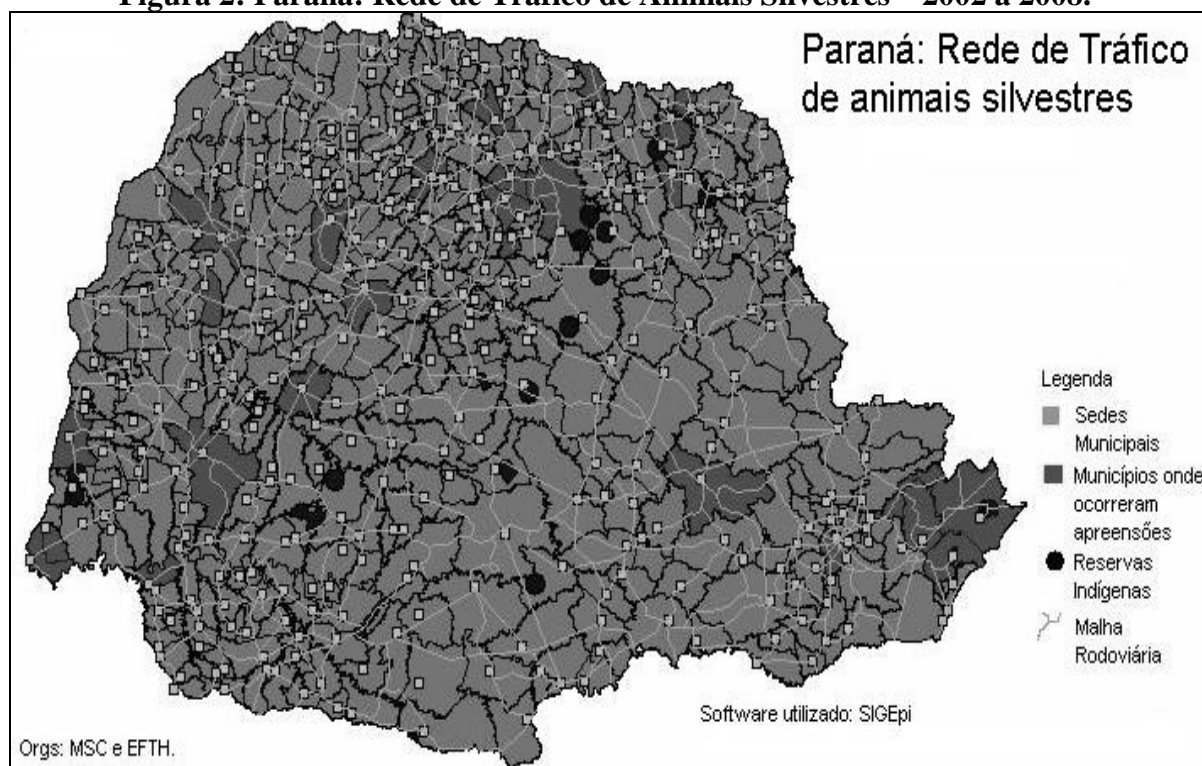 Figura 2: Paraná: Rede de Tráfico de Animais Silvestres – 2002 a 2008.
Paraná: Rede de Tráfico
de animais silvestres
Legenda
Sedes
Municipais
Municípios onde
ocorreram
apreensões
Reservas
Indígenas
Malha
Rodoviária
Software utilizado: SIGEpi
Orgs: MSC e EFTH.